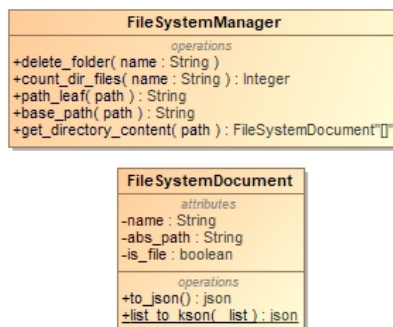 FileSystemManager
operations
+delete_folder( name : String )
+count_dir_files( name : String ) : Integer
+path_leaf( path ) : String
+base_path( path ) : String
+get_directory_content( path ) : FileSystemDocument"[]"
FileSystemDocument
attributes
-name : String
-abs_path : String
-is_file : boolean
operations
+to_json() : json
+list_to_kson( _list ) : json